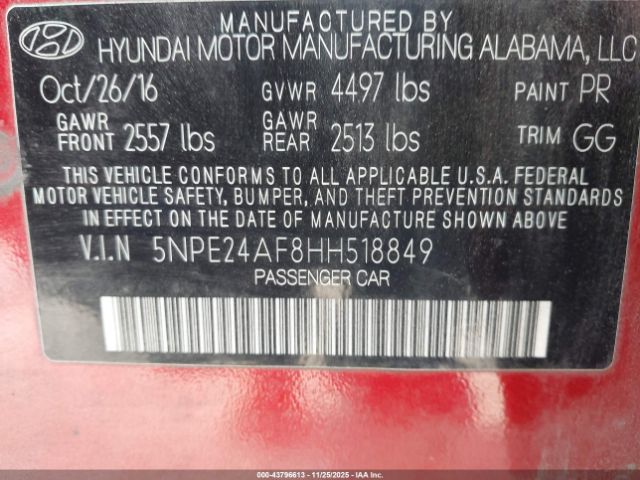 MANUFACTURED BY
HYUNDAI MOTOR MANUFACTURING ALABAMA, LLC
Oct/26/16 GVWR 4497 lbs PAINT PR
GAWR FRONT 2557 lbs GAWR REAR 2513 lbs TRIM GG
THIS VEHICLE CONFORMS TO ALL APPLICABLE U.S.A. FEDERAL
MOTOR VEHICLE SAFETY, BUMPER, AND THEFT PREVENTION STANDARDS
IN EFFECT ON THE DATE OF MANUFACTURE SHOWN ABOVE.
V.I.N 5NPE24AF8HH518849
PASSENGER CAR
000-43796613 - 11/25/2025 - IAAI.COM